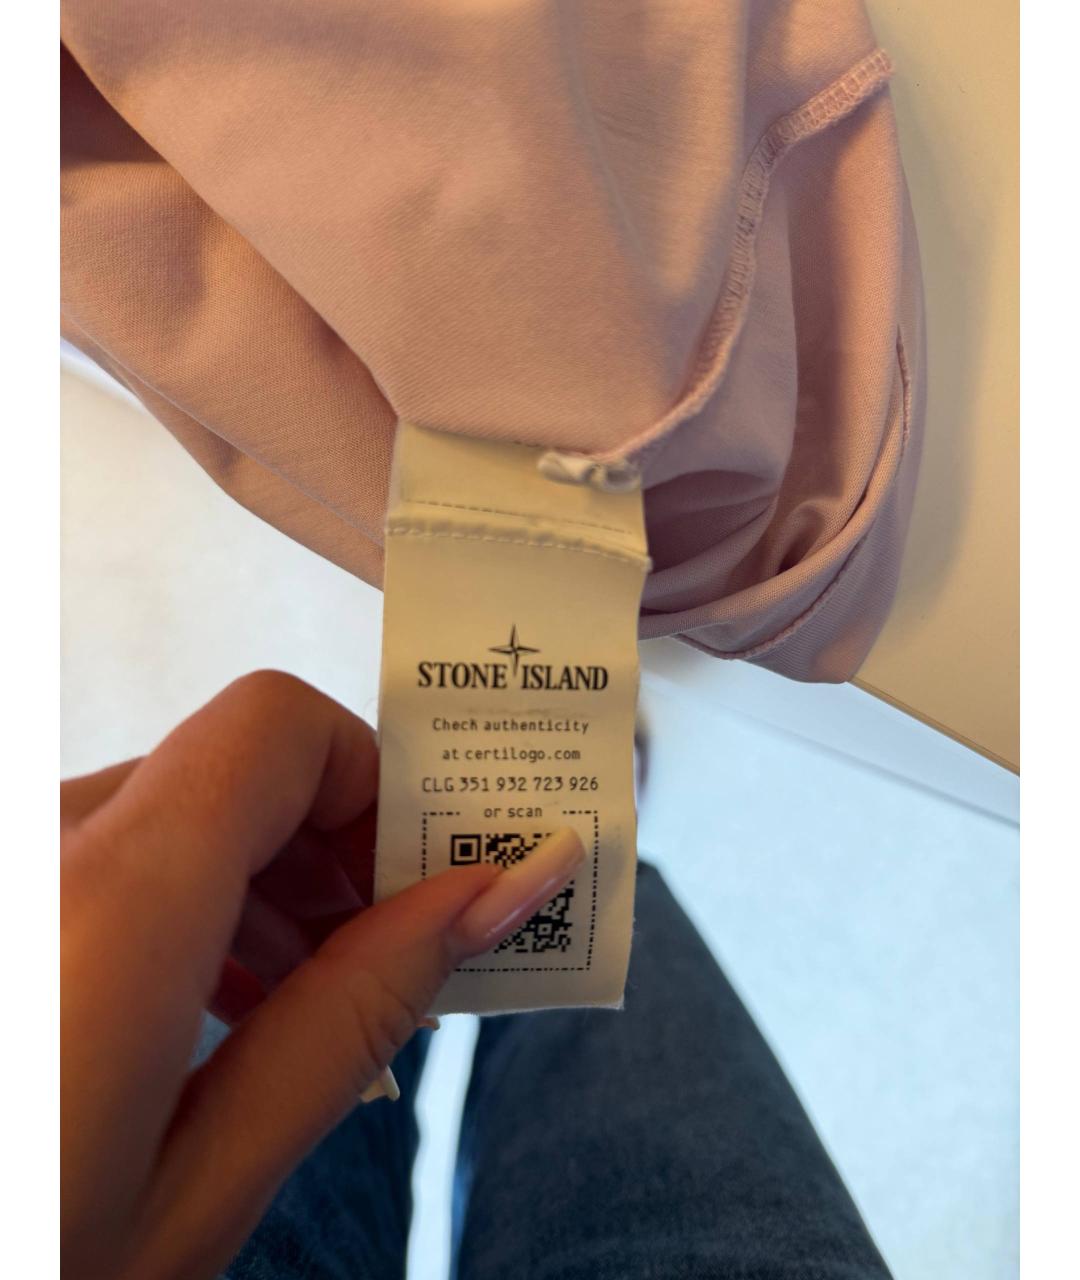 STONE ISLAND
Check authenticity
at certilogo.com
CLG 351 932 723 926
or scan